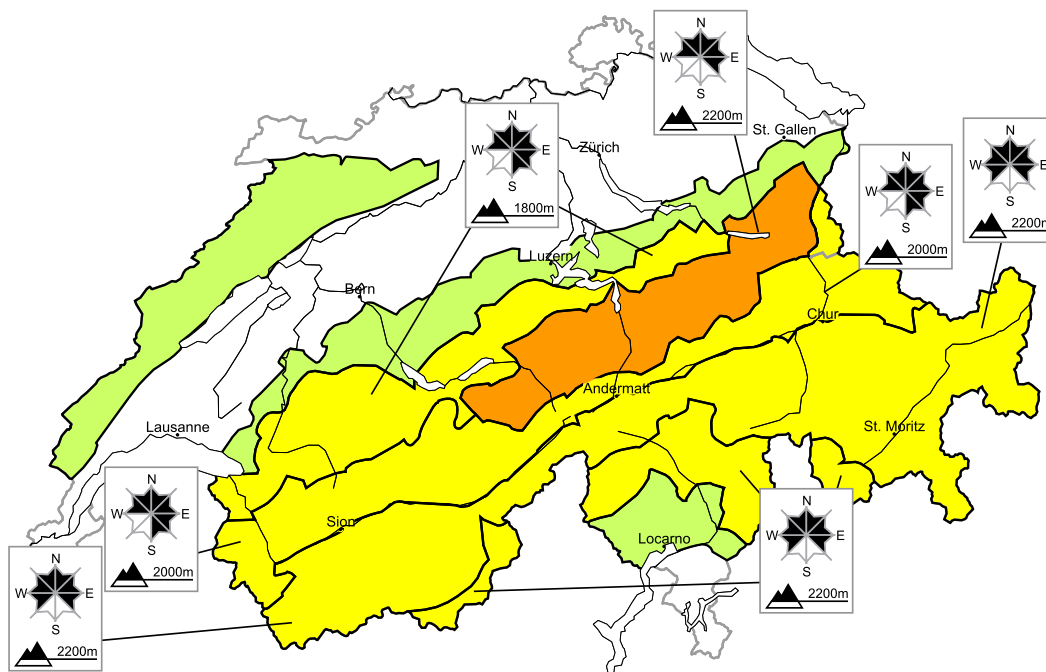 N
W E
S
2200m
St. Gallen
N
W E
S
1800m
Zürich
N
W E
S
2200m
N
W E
S
2000m
Luzern
Bern
Chur
Andermatt
Lausanne
St. Moritz
N
W E
S
2000m
Sion
Locarno
N
W E
S
2200m
N
W E
S
2200m